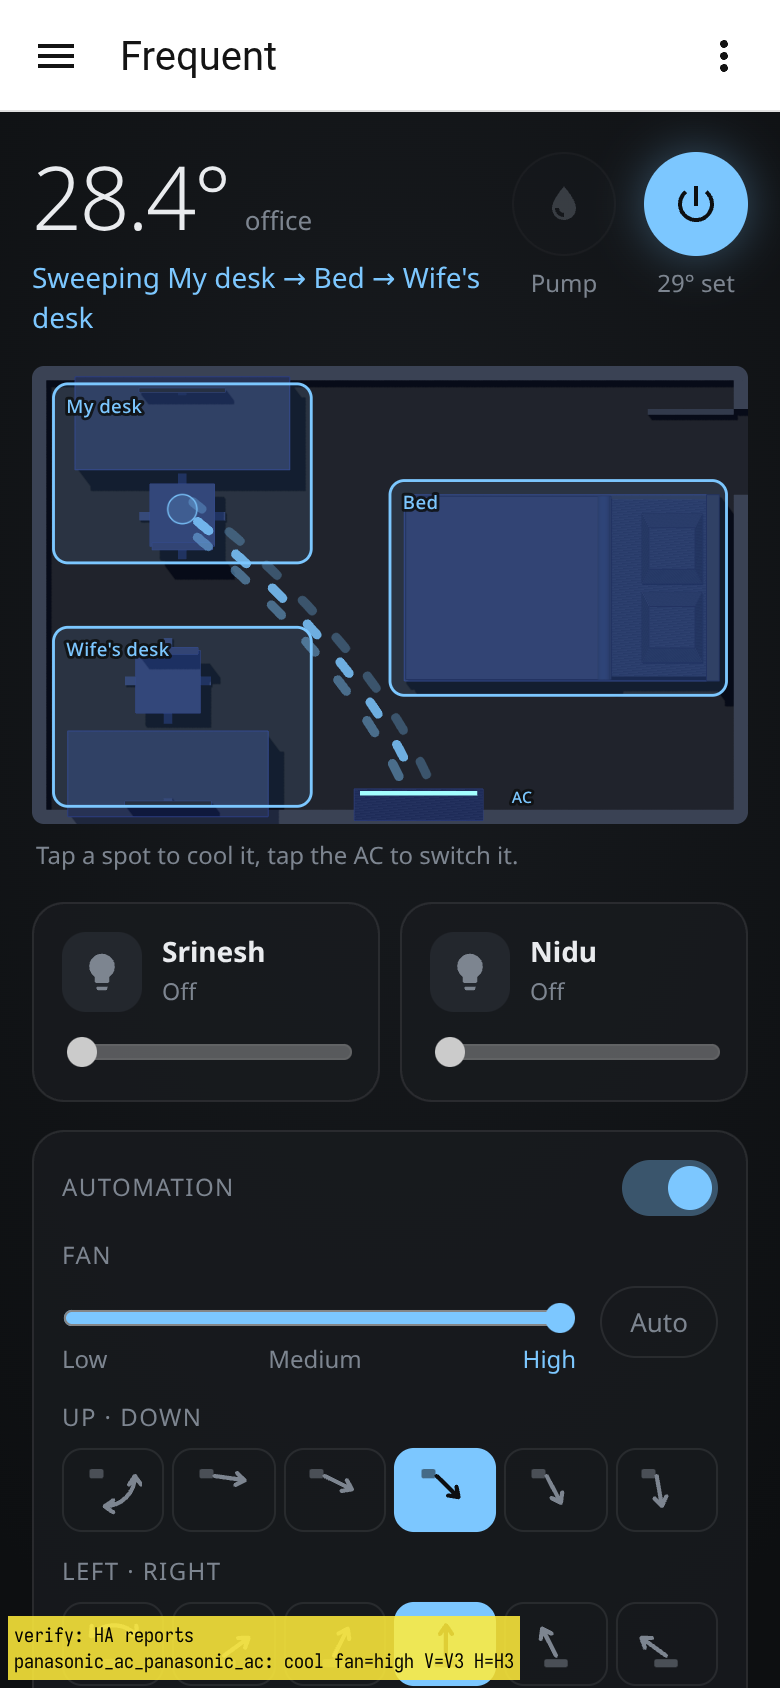 Frequent
28.4° office
Sweeping My desk → Bed → Wife's
desk
Pump
29° set
My desk
Bed
Wife's desk
AC
Tap a spot to cool it, tap the AC to switch it.
Srinesh
Off
Nidu
Off
AUTOMATION
FAN
Auto
Low
Medium
High
UP · DOWN
LEFT · RIGHT
verify: HA reports
panasonic_ac_panasonic_ac: cool fan=high V=V3 H=H3